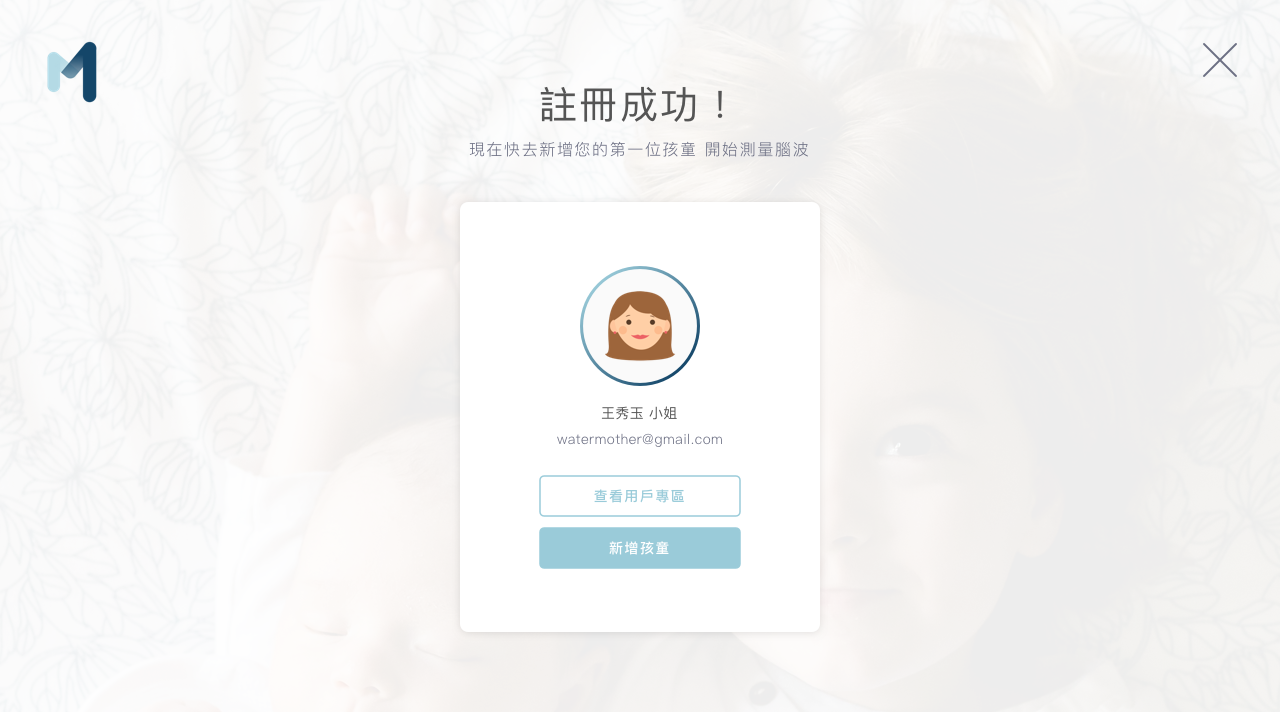 註冊成功！
現在快去新增您的第一位孩童 開始測量腦波
王秀玉 小姐
watermother@gmail.com
查看用戶專區
新增孩童